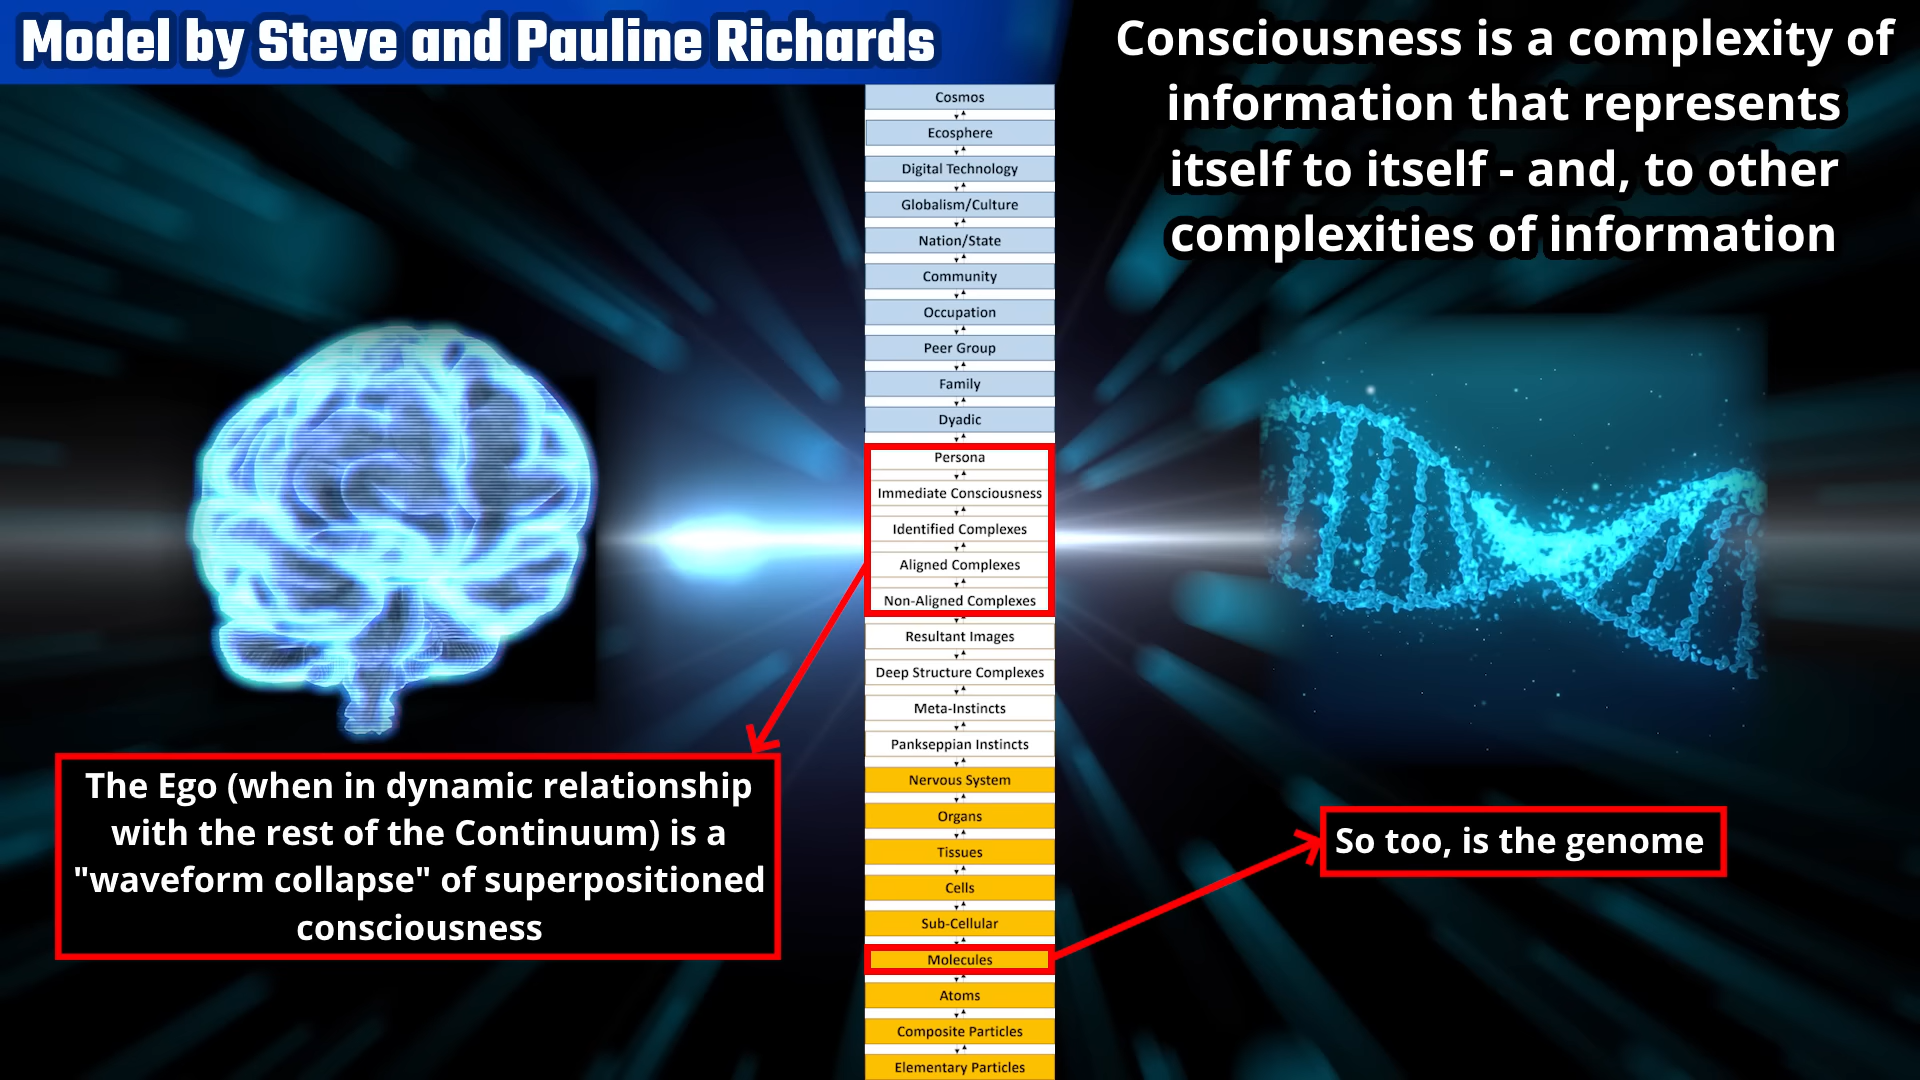 Model by Steve and Pauline Richards
Consciousness is a complexity of
information that represents
itself to itself - and, to other
complexities of information
Cosmos
Ecosphere
Digital Technology
Globalism/Culture
Nation/State
Community
Occupation
Peer Group
Family
Dyadic
Persona
Immediate Consciousness
Identified Complexes
Aligned Complexes
Non-Aligned Complexes
Resultant Images
Deep Structure Complexes
Meta-Instincts
Pankseppian Instincts
Nervous System
Organs
Tissues
Cells
Sub-Cellular
Molecules
Atoms
Composite Particles
Elementary Particles
The Ego (when in dynamic relationship
with the rest of the Continuum) is a
"waveform collapse" of superpositioned
consciousness
So too, is the genome